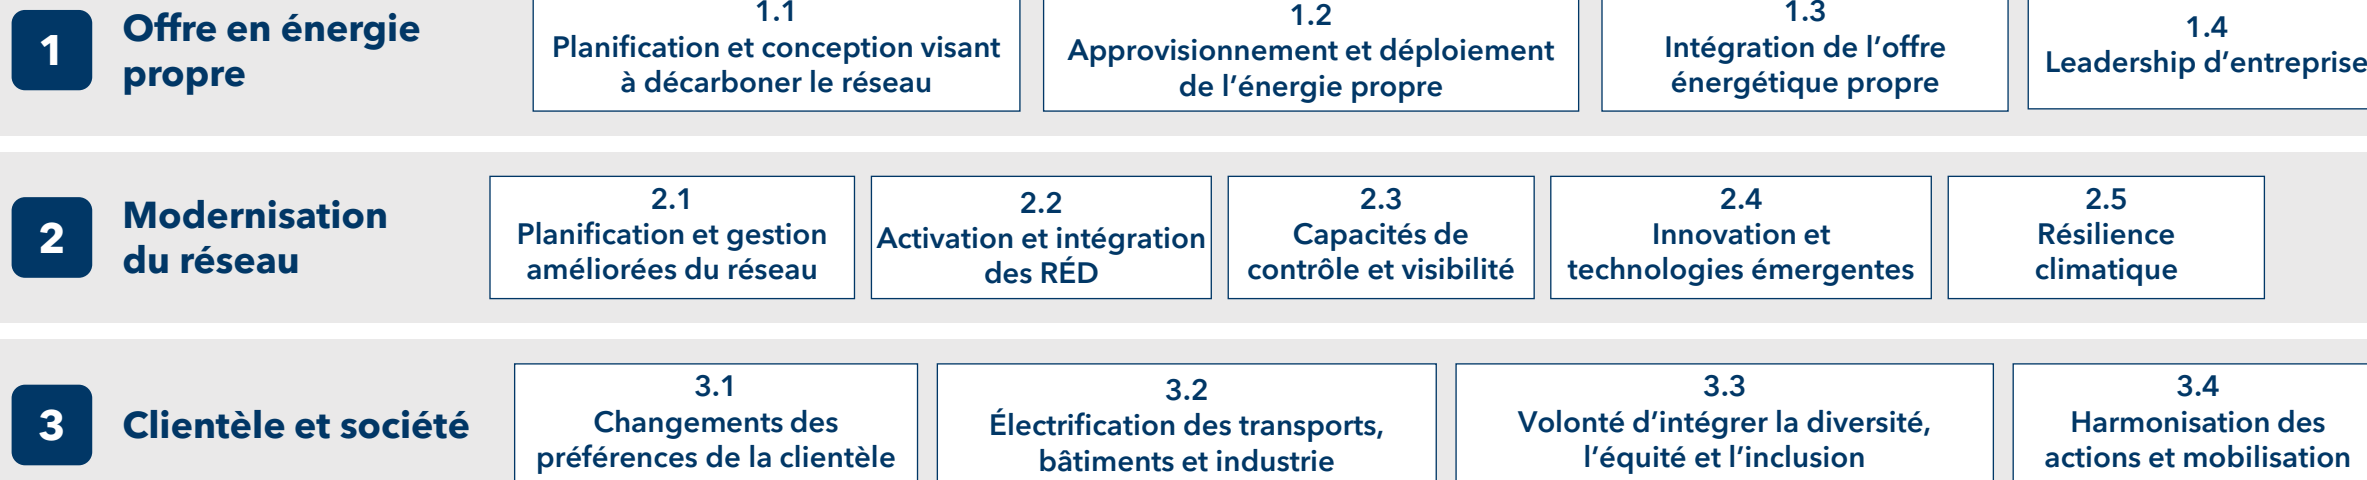 1
Offre en énergie
propre
1.1
Planification et conception visant
à décarboner le réseau
1.2
Approvisionnement et déploiement
de l'énergie propre
1.3
Intégration de l'offre
énergétique propre
1.4
Leadership d'entreprise
2
Modernisation
du réseau
2.1
Planification et gestion
améliorées du réseau
2.2
Activation et intégration
des RÉD
2.3
Capacités de
contrôle et visibilité
2.4
Innovation et
technologies émergentes
2.5
Résilience
climatique
3
Clientèle et société
3.1
Changements des
préférences de la clientèle
3.2
Électrification des transports,
bâtiments et industrie
3.3
Volonté d'intégrer la diversité,
l'équité et l'inclusion
3.4
Harmonisation des
actions et mobilisation